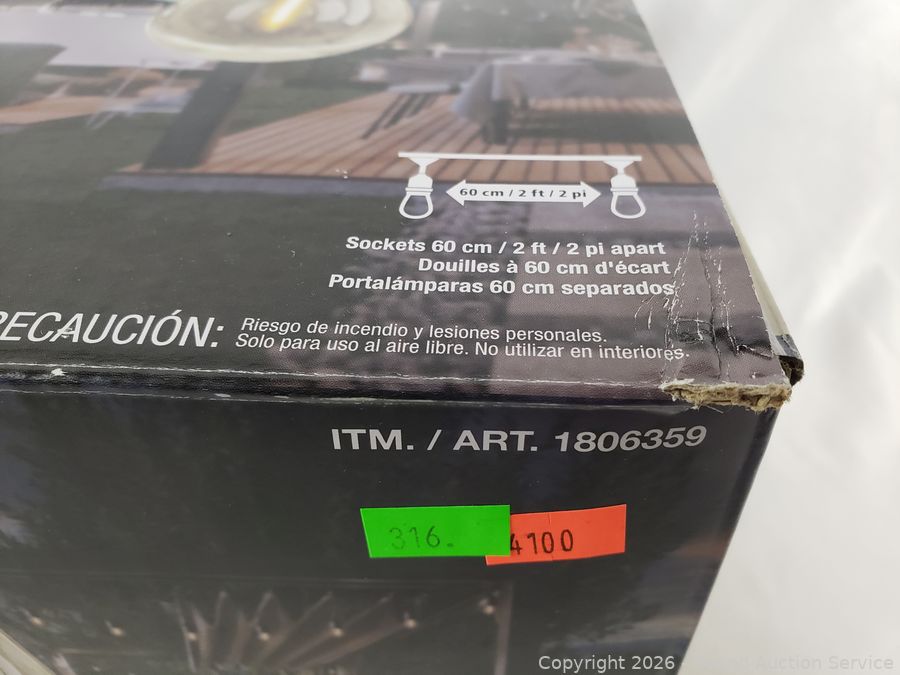 60 cm / 2 ft / 2 pi
Sockets 60 cm / 2 ft / 2 pi apart
Douilles à 60 cm d'écart
Portalámparas 60 cm separados
ECAUCIÓN:
Riesgo de incendio y lesiones personales.
Solo para uso al aire libre. No utilizar en interiores.
ITM. / ART. 1806359
316.
4100
Copyright 2026
Auction Service